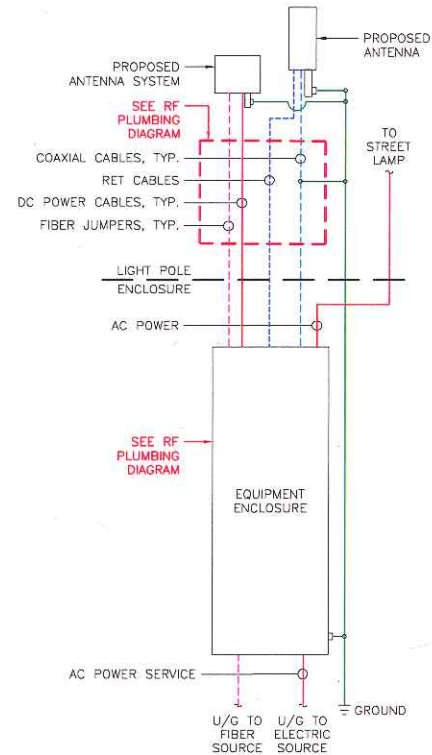 PROPOSED
ANTENNA
PROPOSED
ANTENNA SYSTEM
SEE RF
PLUMBING
DIAGRAM
TO
STREET
LAMP
COAXIAL CABLES, TYP.
RET CABLES
DC POWER CABLES, TYP.
FIBER JUMPERS, TYP.
LIGHT POLE
ENCLOSURE
AC POWER
SEE RF
PLUMBING
DIAGRAM
EQUIPMENT
ENCLOSURE
AC POWER SERVICE
GROUND
U/G TO
FIBER
SOURCE
U/G TO
ELECTRIC
SOURCE